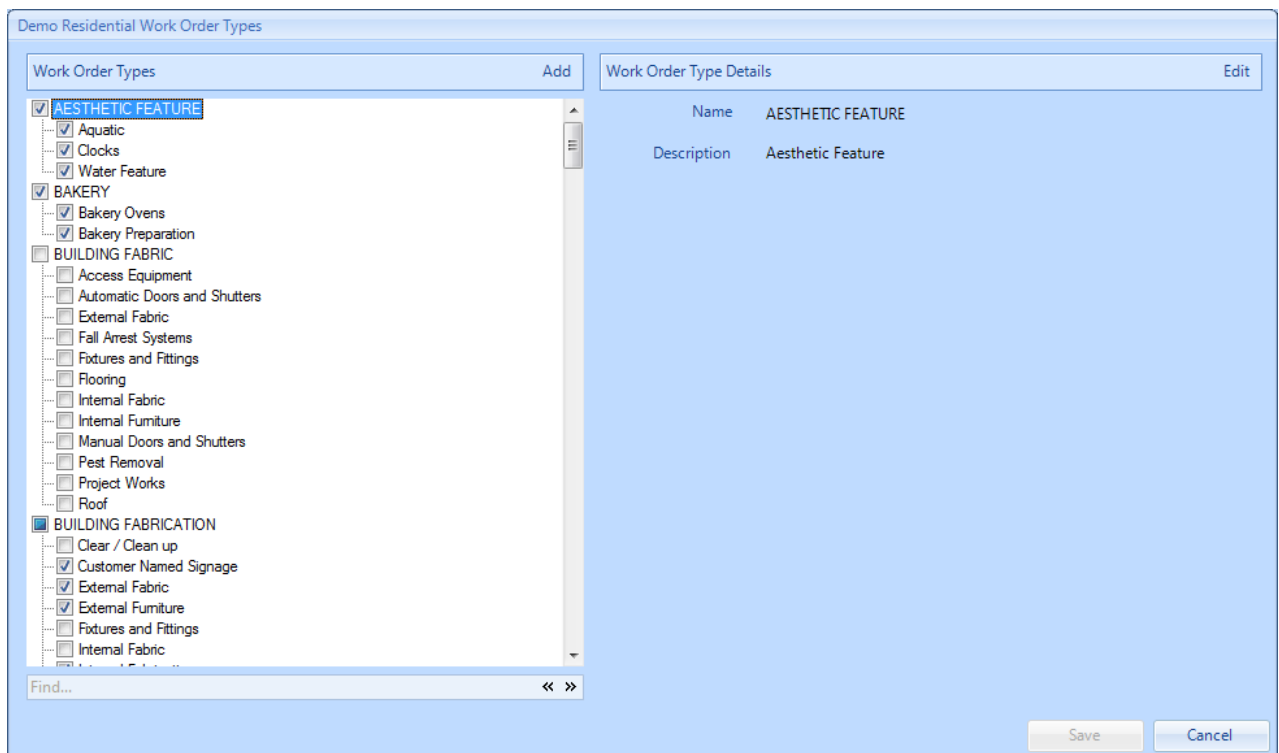 Demo Residential Work Order Types
Work Order Types Add
AESTHETIC FEATURE
Aquatic
Clocks
Water Feature
BAKERY
Bakery Ovens
Bakery Preparation
BUILDING FABRIC
Access Equipment
Automatic Doors and Shutters
External Fabric
Fall Arrest Systems
Fixtures and Fittings
Flooring
Internal Fabric
Internal Furniture
Manual Doors and Shutters
Pest Removal
Project Works
Roof
BUILDING FABRICATION
Clear / Clean up
Customer Named Signage
External Fabric
External Furniture
Fixtures and Fittings
Internal Fabric
Find... « »
Work Order Type Details Edit
Name AESTHETIC FEATURE
Description Aesthetic Feature
Save Cancel